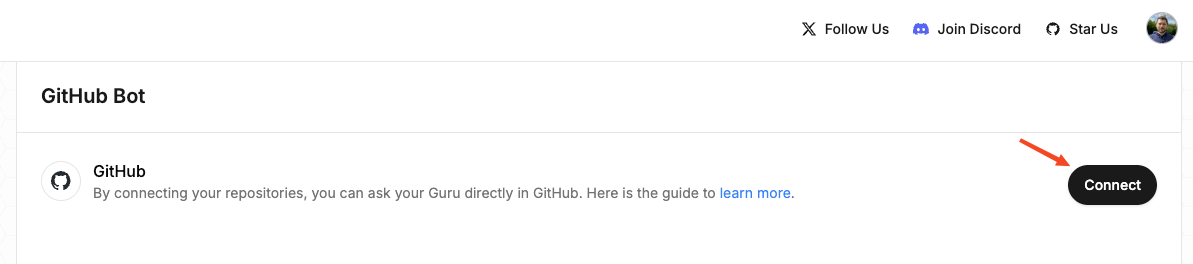 Follow Us Join Discord Star Us
GitHub Bot
GitHub
By connecting your repositories, you can ask your Guru directly in GitHub. Here is the guide to learn more.
Connect